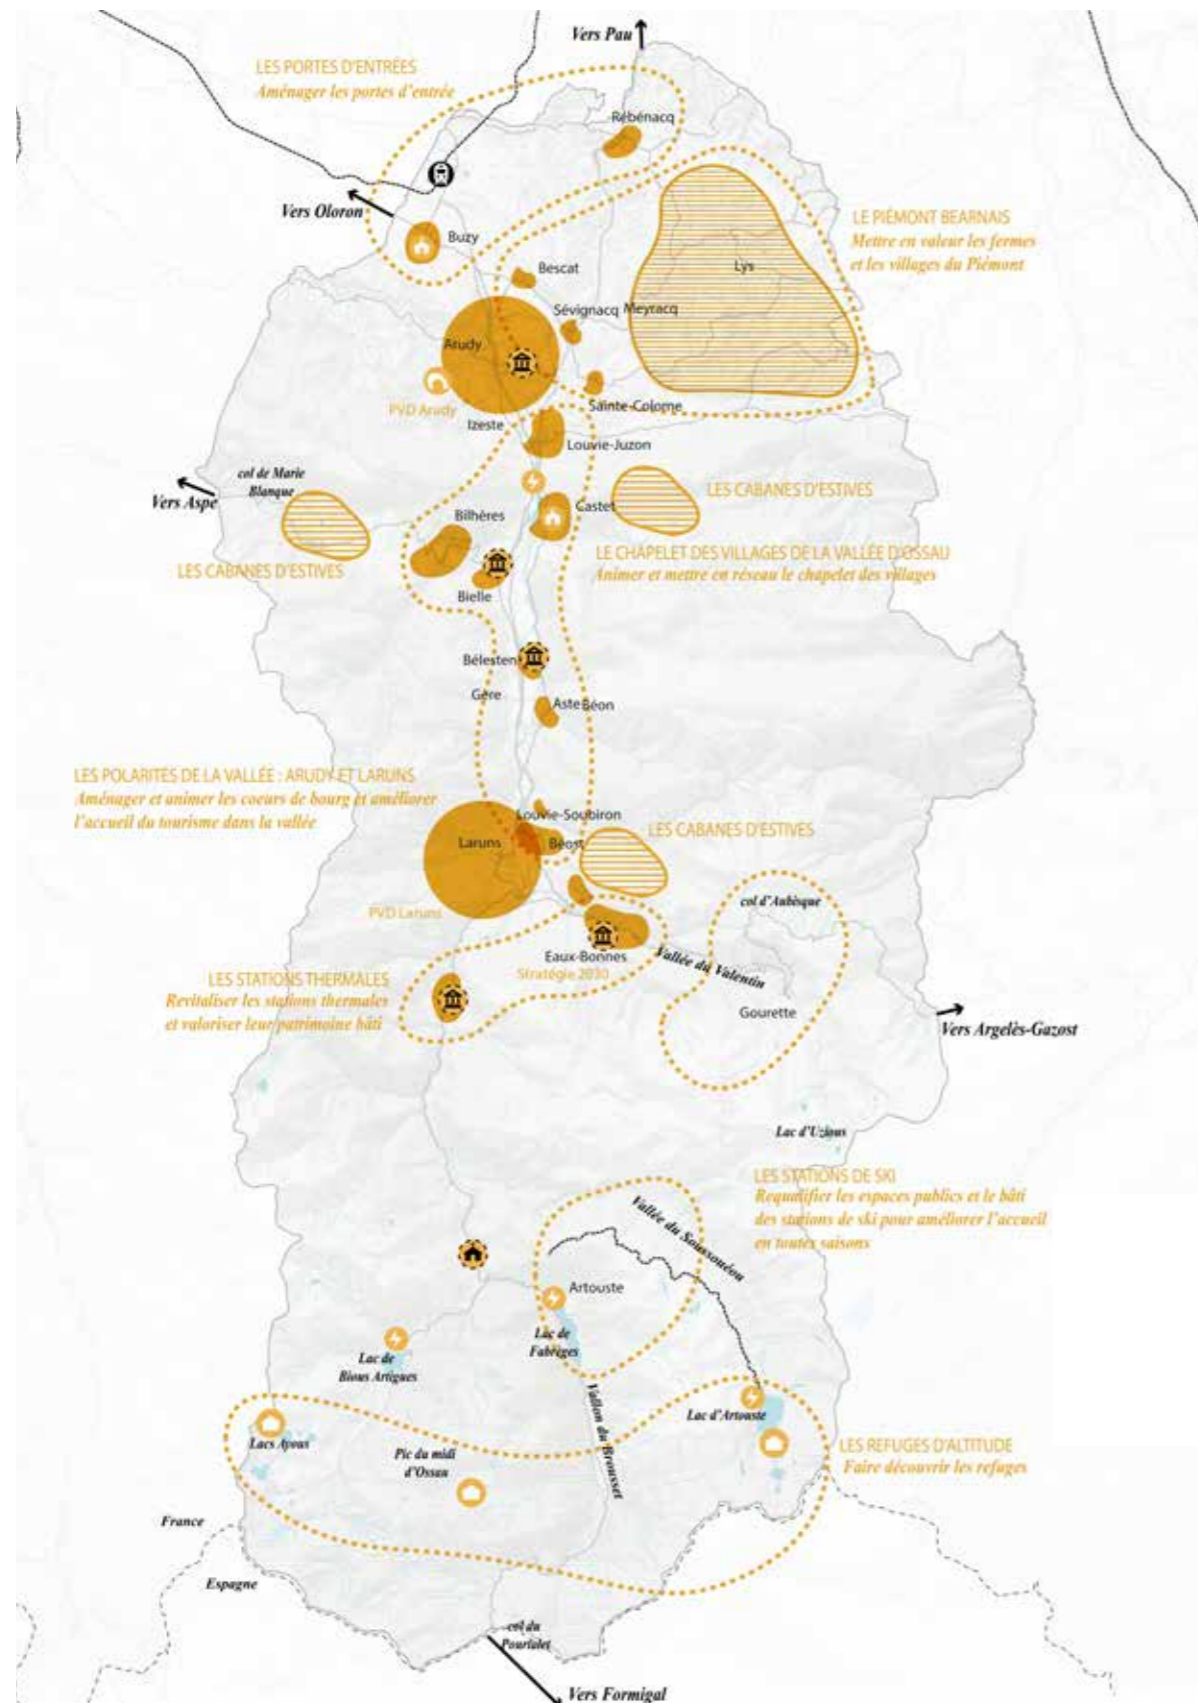 Vers Pau
LES PORTES D'ENTRÉES
Aménager les portes d'entrée
Rébénacq
Vers Oloron
Buzy
LE PIÉMONT BEARNAIS
Mettre en valeur les fermes
et les villages du Piémont
Lys
Bescat
Sévignacq Meyracq
Arudy
PVD Arudy
Sainte-Colome
Izeste
Louvie-Juzon
col de Marie
Blanque
Vers Aspe
LES CABANES D'ESTIVES
Castet
Bilhères
LE CHAPELET DES VILLAGES DE LA VALLÉE D'OSSAU
Animer et mettre en réseau le chapelet des villages
LES CABANES D'ESTIVES
Bielle
Bélesten
Gère
Aste Béon
LES POLARITÉS DE LA VALLÉE : ARUDY ET LARUNS
Aménager et animer les coeurs de bourg et améliorer
l'accueil du tourisme dans la vallée
Louvie-Soubiron
LES CABANES D'ESTIVES
Laruns
Béost
col d'Aubisque
PVD Laruns
Eaux-Bonnes
Stratégie 2030
Vallée du Valentin
LES STATIONS THERMALES
Revitaliser les stations thermales
et valoriser leur patrimoine bâti
Gourette
Vers Argelès-Gazost
Lac d'Uzious
LES STATIONS DE SKI
Requalifier les espaces publics et le bâti
des stations de ski pour améliorer l'accueil
en toutes saisons
Vallée du Soussouéou
Artouste
Lac de
Fabrèges
Lac de
Bious Artigues
Vallon du Brousset
Lac d'Artouste
Lacs Ayous
Pic du midi
d'Ossau
LES REFUGES D'ALTITUDE
Faire découvrir les refuges
France
Espagne
col du
Pourtalet
Vers Formigal